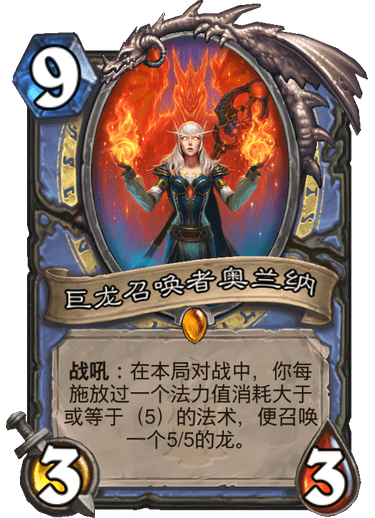 9
巨龙召唤者奥兰纳
战吼：在本局对战中，你每
施放过一个法力值消耗大于
或等于（5）的法术，便召唤
一个5/5的龙。
3
3